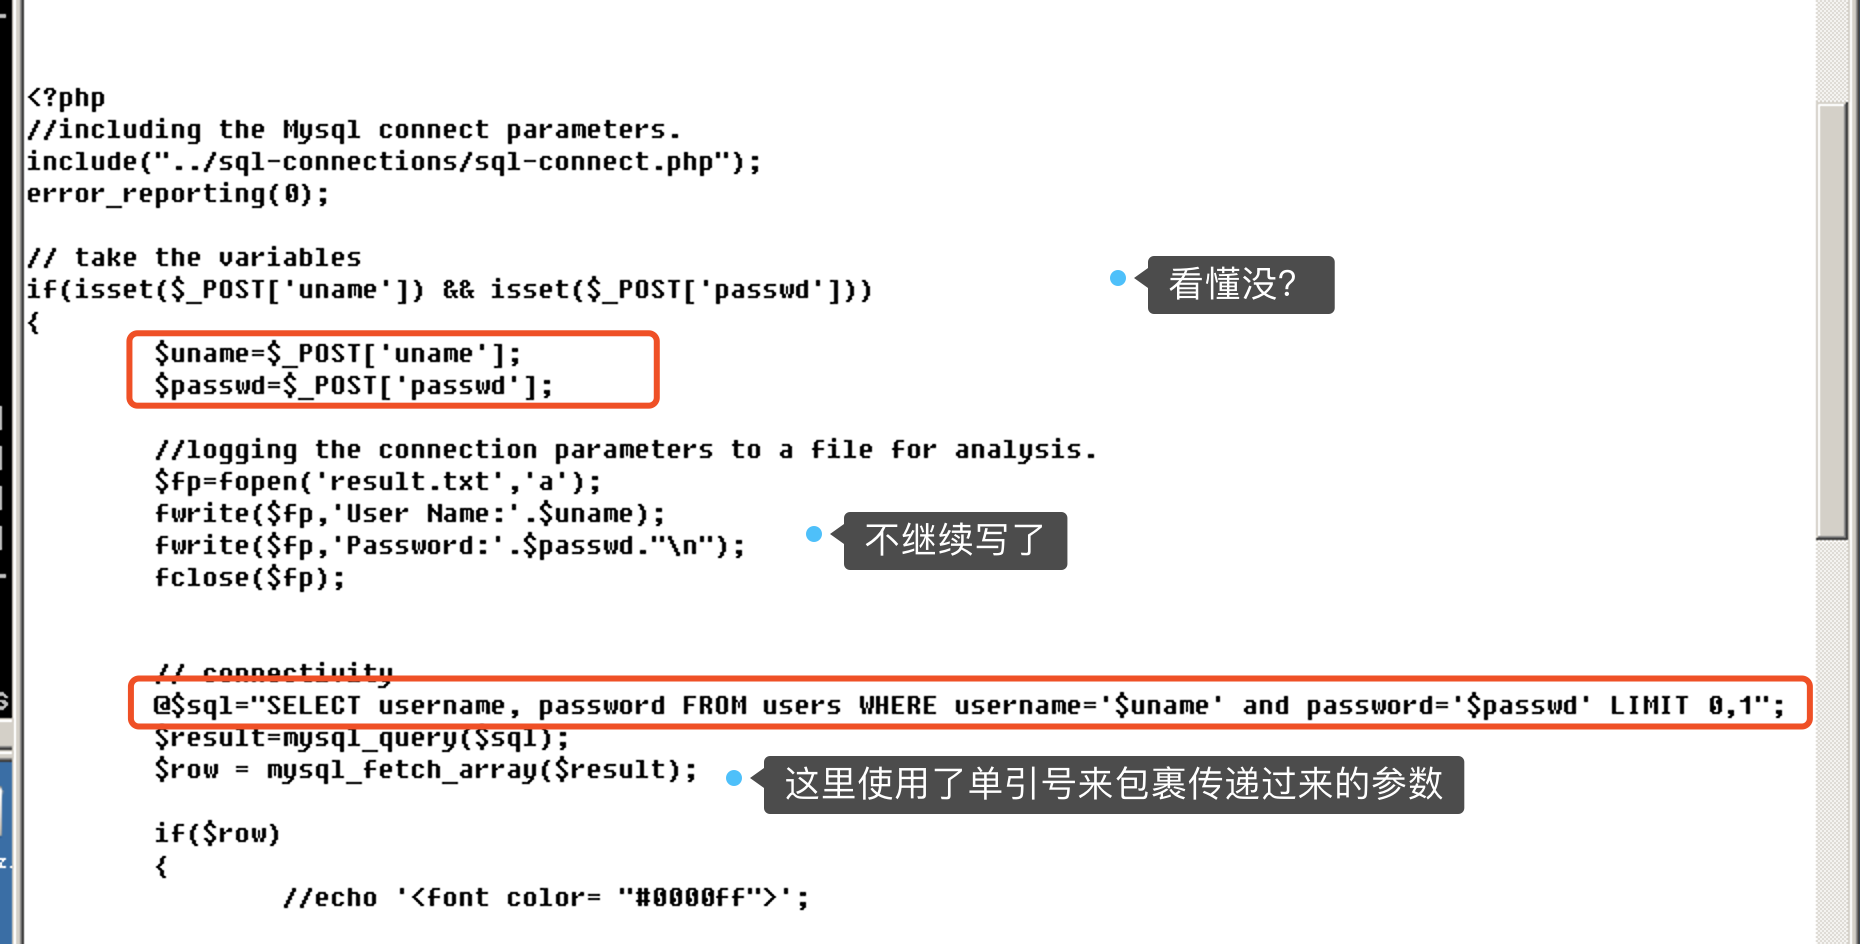 <?php
//including the Mysql connect parameters.
include("../sql-connections/sql-connect.php");
error_reporting(0);
// take the variables
if(isset($_POST['uname']) && isset($_POST['passwd']))
看懂没?
{
$uname=$_POST['uname'];
$passwd=$_POST['passwd'];
//logging the connection parameters to a file for analysis.
$fp=fopen('result.txt','a');
fwrite($fp,'User Name:'.$uname);
fwrite($fp,'Password:'.$passwd."\n");
不继续写了
fclose($fp);
// connectivity
@$sql="SELECT username, password FROM users WHERE username='$uname' and password='$passwd' LIMIT 0,1";
$result=mysql_query($sql);
$row = mysql_fetch_array($result);
这里使用了单引号来包裹传递过来的参数
if($row)
{
//echo '<font color= "#0000ff">';